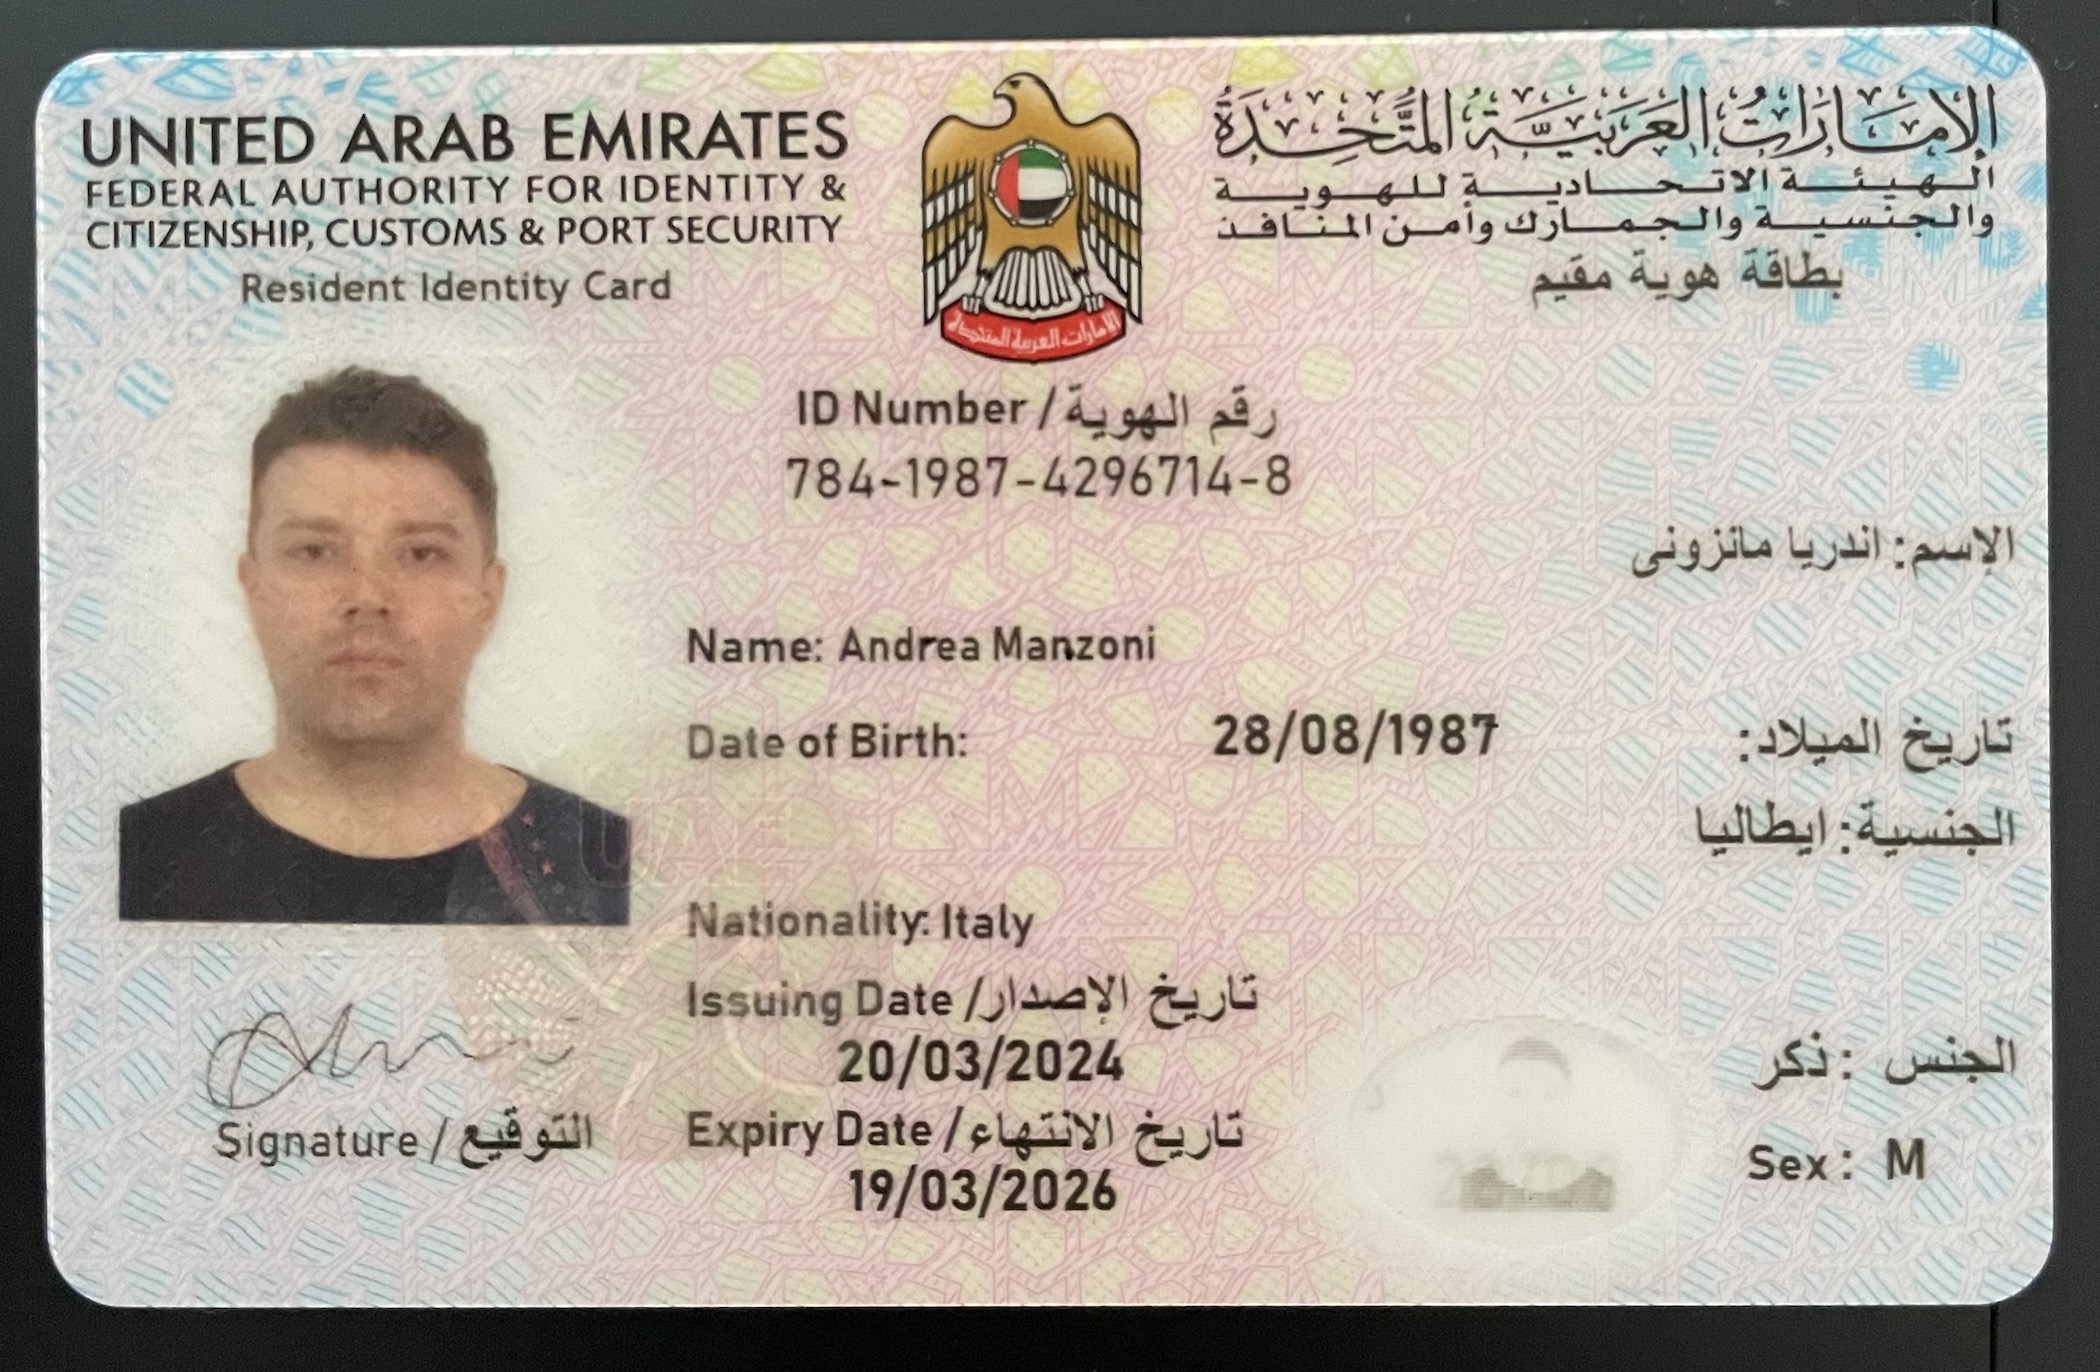 UNITED ARAB EMIRATES
FEDERAL AUTHORITY FOR IDENTITY &
CITIZENSHIP, CUSTOMS & PORT SECURITY
Resident Identity Card
الإمارات العربية المتحدة
الهيئة الاتحادية للهوية
والجنسية والجمارك وأمن المنافذ
بطاقة هوية مقيم
الامارات العربية المتحدة
ID Number / رقم الهوية
784-1987-4296714-8
الإسم: اندريا مانزونى
Name: Andrea Manzoni
Date of Birth: 28/08/1987 تاريخ الميلاد:
الجنسية: ايطاليا
Nationality: Italy
Issuing Date / تاريخ الإصدار
20/03/2024
Expiry Date / تاريخ الانتهاء
19/03/2026
الجنس : ذكر
Sex : M
Signature / التوقيع